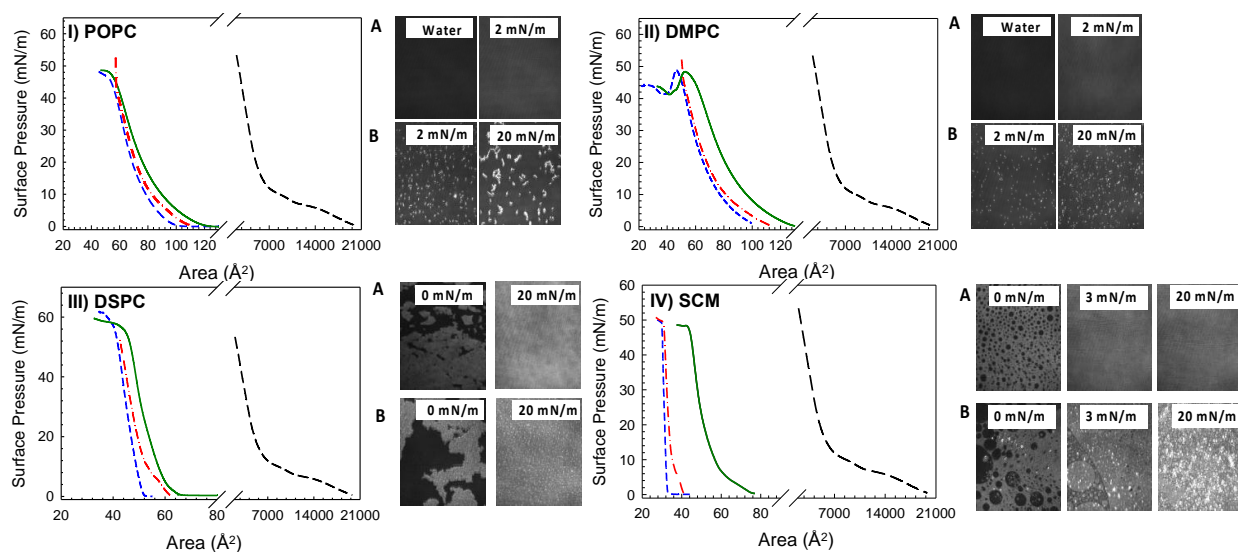 I) POPC
Surface Pressure (mN/m)
60
50
40
30
20
10
0
20 40 60 80 100 120 7000 14000 21000
Area (Å²)
A
Water
2 mN/m
B
2 mN/m
20 mN/m
II) DMPC
Surface Pressure (mN/m)
60
50
40
30
20
10
0
20 40 60 80 100 120 7000 14000 21000
Area (Å²)
A
Water
2 mN/m
B
2 mN/m
20 mN/m
III) DSPC
Surface Pressure (mN/m)
60
40
20
0
20 40 60 80 7000 14000 21000
Area (Å²)
A
0 mN/m
20 mN/m
B
0 mN/m
20 mN/m
IV) SCM
Surface Pressure (mN/m)
60
50
40
30
20
10
0
20 40 60 80 7000 14000 21000
Area (Å²)
A
0 mN/m
3 mN/m
20 mN/m
B
0 mN/m
3 mN/m
20 mN/m